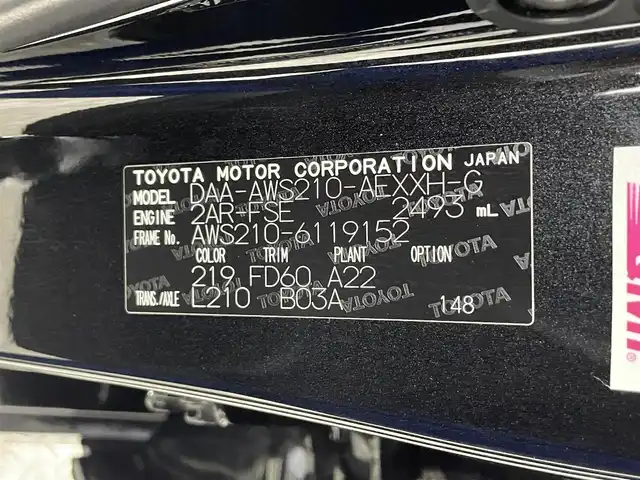 TOYOTA MOTOR CORPORATION JAPAN
MODEL DAA-AWS210-AEXXH-G
ENGINE 2AR-FSE 2493 mL
FRAME No. AWS210-6119152
COLOR TRIM PLANT OPTION
219 FD60 A22
TRANS./AXLE L210 B03A 148